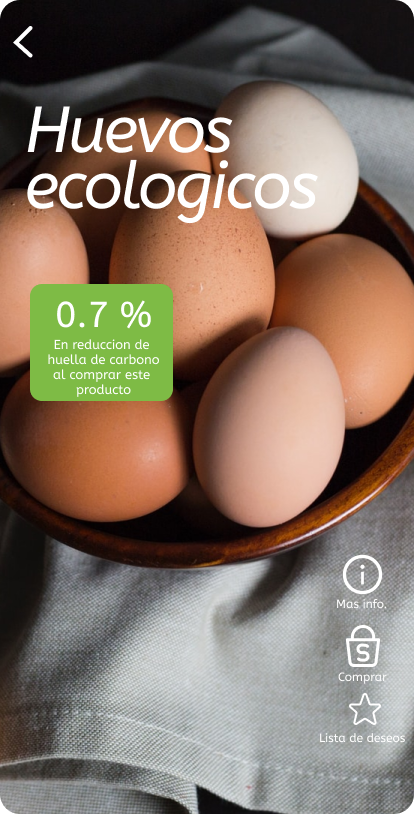 Huevos
ecologicos
0.7 %
En reduccion de
huella de carbono
al comprar este
producto
Mas info.
S
Comprar
Lista de deseos